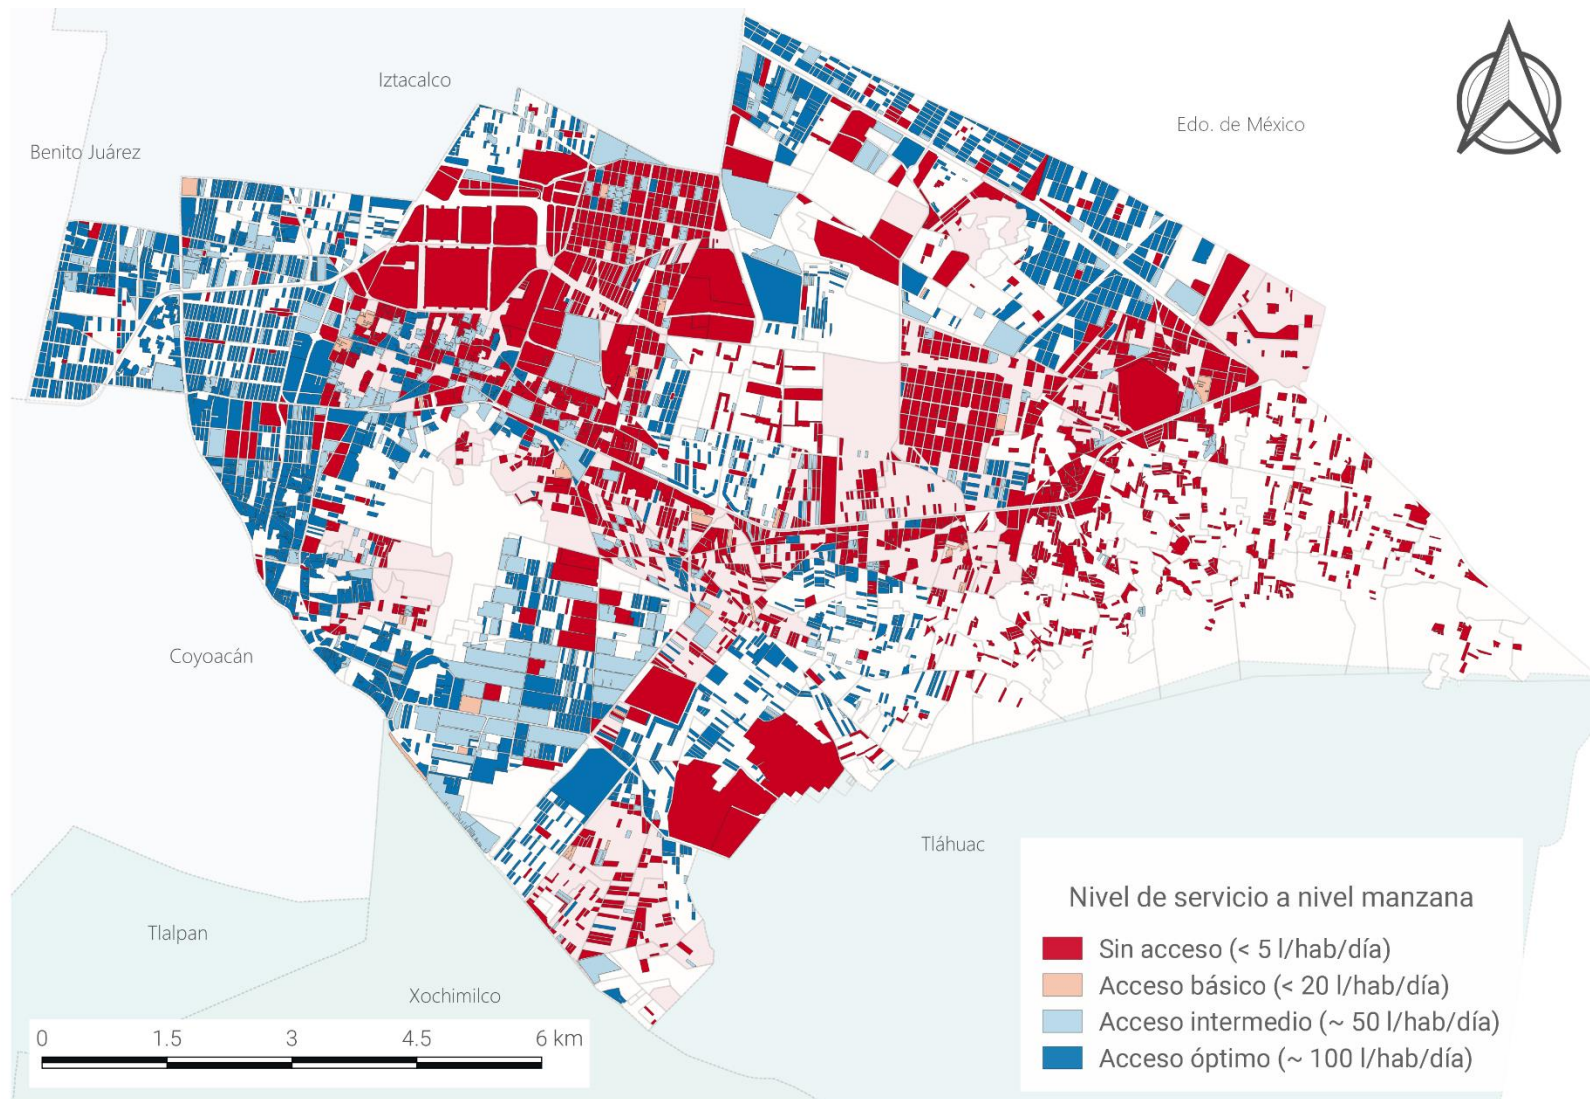 Iztacalco
Edo. de México
Benito Juárez
Coyoacán
Tláhuac
Tlalpan
Xochimilco
Nivel de servicio a nivel manzana
Sin acceso (< 5 l/hab/día)
Acceso básico (< 20 l/hab/día)
Acceso intermedio (~ 50 l/hab/día)
Acceso óptimo (~ 100 l/hab/día)
0 1.5 3 4.5 6 km